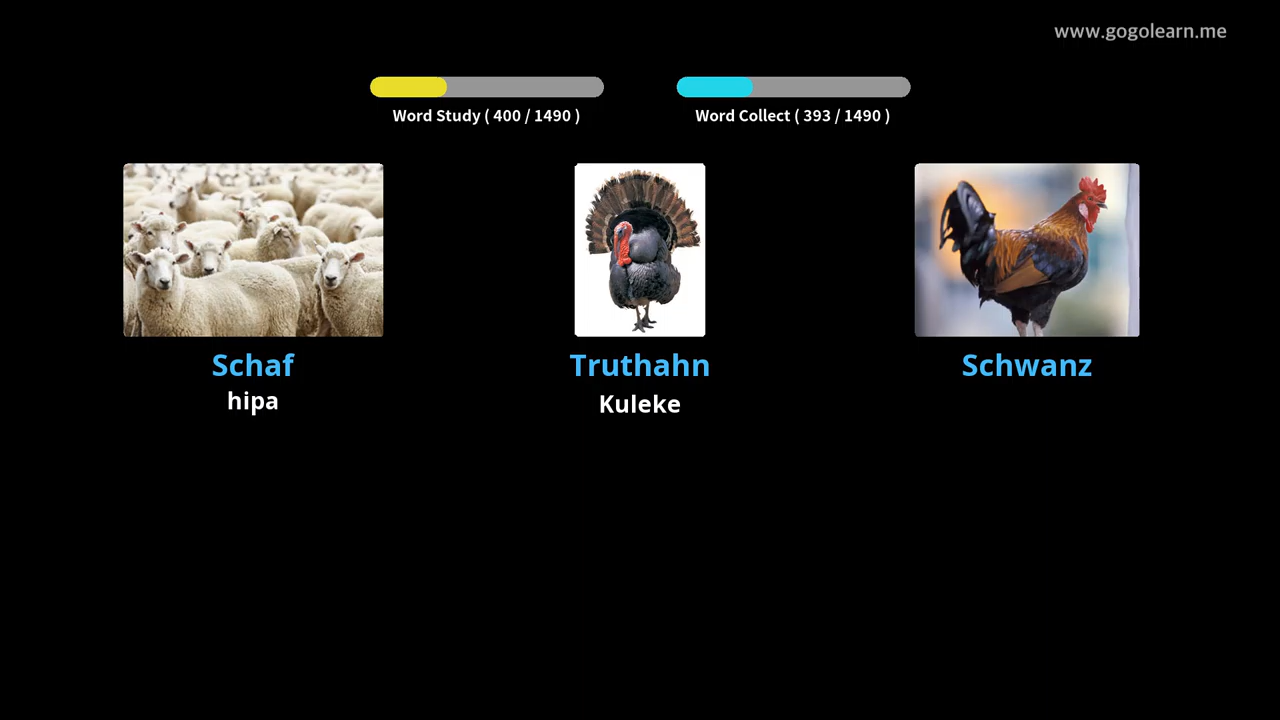 www.gogolearn.me
Word Study ( 400 / 1490 )
Word Collect ( 393 / 1490 )
Schaf
hipa
Truthahn
Kuleke
Schwanz